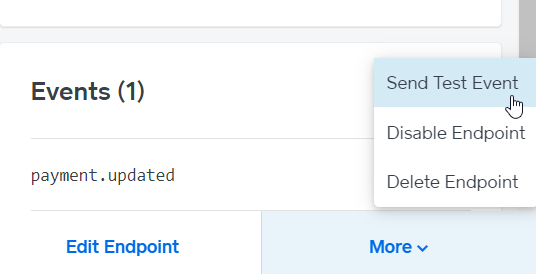 Events (1)
Send Test Event
Disable Endpoint
payment.updated
Delete Endpoint
Edit Endpoint
More